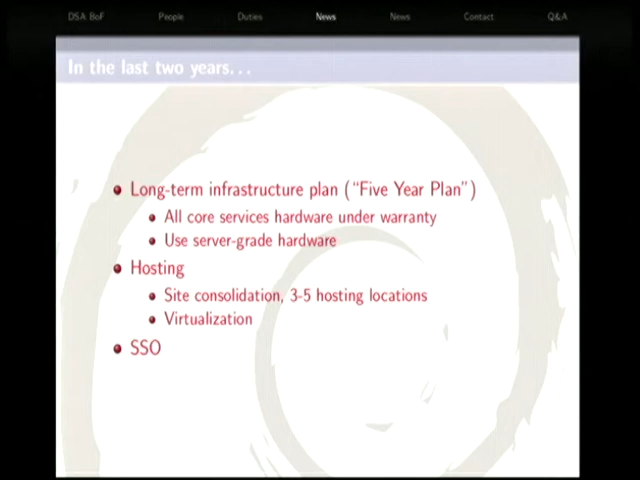 DSA BoF People Duties News News Contact Q&A
In the last two years...
Long-term infrastructure plan ("Five Year Plan")
All core services hardware under warranty
Use server-grade hardware
Hosting
Site consolidation, 3-5 hosting locations
Virtualization
SSO